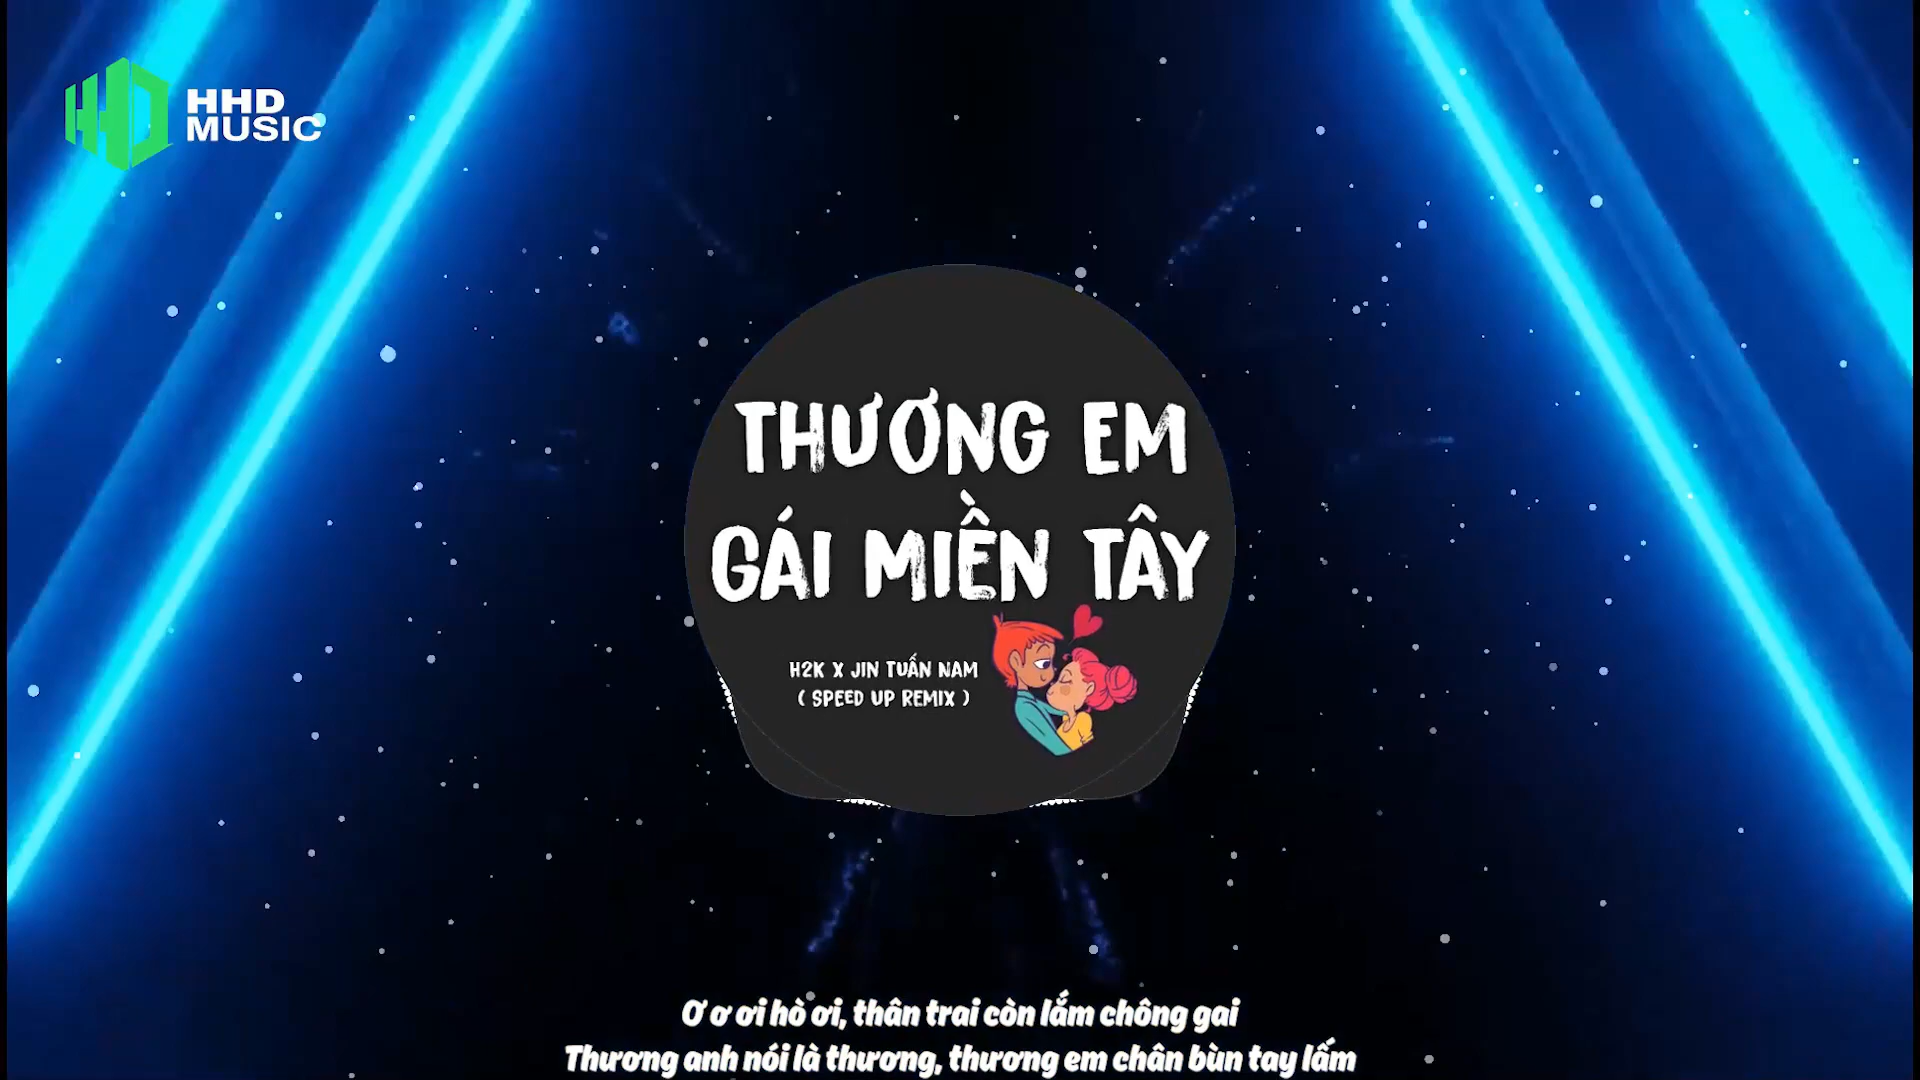 HHD
MUSIC
THƯƠNG EM
GÁI MIỀN TÂY
H2K X JIN TUẤN NAM
( SPEED UP REMIX )
Ơ ơ ơi hò ơi, thân trai còn lắm chông gai
Thương anh nói là thương, thương em chân bùn tay lấm